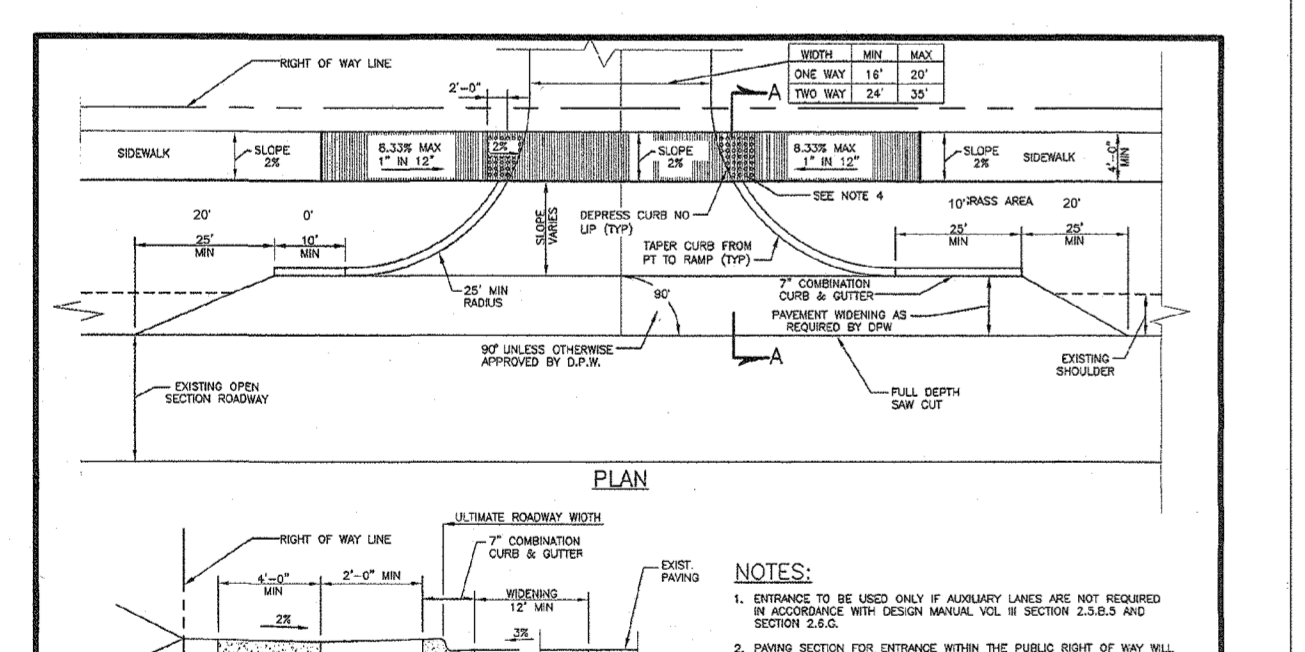 RIGHT OF WAY LINE
WIDTH MIN MAX
ONE WAY 16' 20'
TWO WAY 24' 35'
2'-0"
A
SIDEWALK
SLOPE
2%
8.33% MAX
1" IN 12"
2%
SLOPE
2%
8.33% MAX
1" IN 12"
SLOPE
2%
SIDEWALK
4'-0"
MIN
SEE NOTE 4
20'
0'
DEPRESS CURB NO
LIP (TYP)
10'
GRASS AREA
20'
25'
MIN
10'
MIN
SLOPE
VARIES
TAPER CURB FROM
PT TO RAMP (TYP)
25'
MIN
25'
MIN
25' MIN
RADIUS
90'
7" COMBINATION
CURB & GUTTER
PAVEMENT WIDENING AS
REQUIRED BY DPW
90° UNLESS OTHERWISE
APPROVED BY D.P.W.
A
EXISTING
SHOULDER
EXISTING OPEN
SECTION ROADWAY
FULL DEPTH
SAW CUT
PLAN
ULTIMATE ROADWAY WIDTH
RIGHT OF WAY LINE
7" COMBINATION
CURB & GUTTER
4'-0"
MIN
2'-0" MIN
WIDENING
12' MIN
EXIST.
PAVING
2%
3%
NOTES:
1. ENTRANCE TO BE USED ONLY IF AUXILIARY LANES ARE NOT REQUIRED
IN ACCORDANCE WITH DESIGN MANUAL VOL III SECTION 2.5.B.5 AND
SECTION 2.6.G.
2. PAVING SECTION FOR ENTRANCE WITHIN THE PUBLIC RIGHT OF WAY WILL